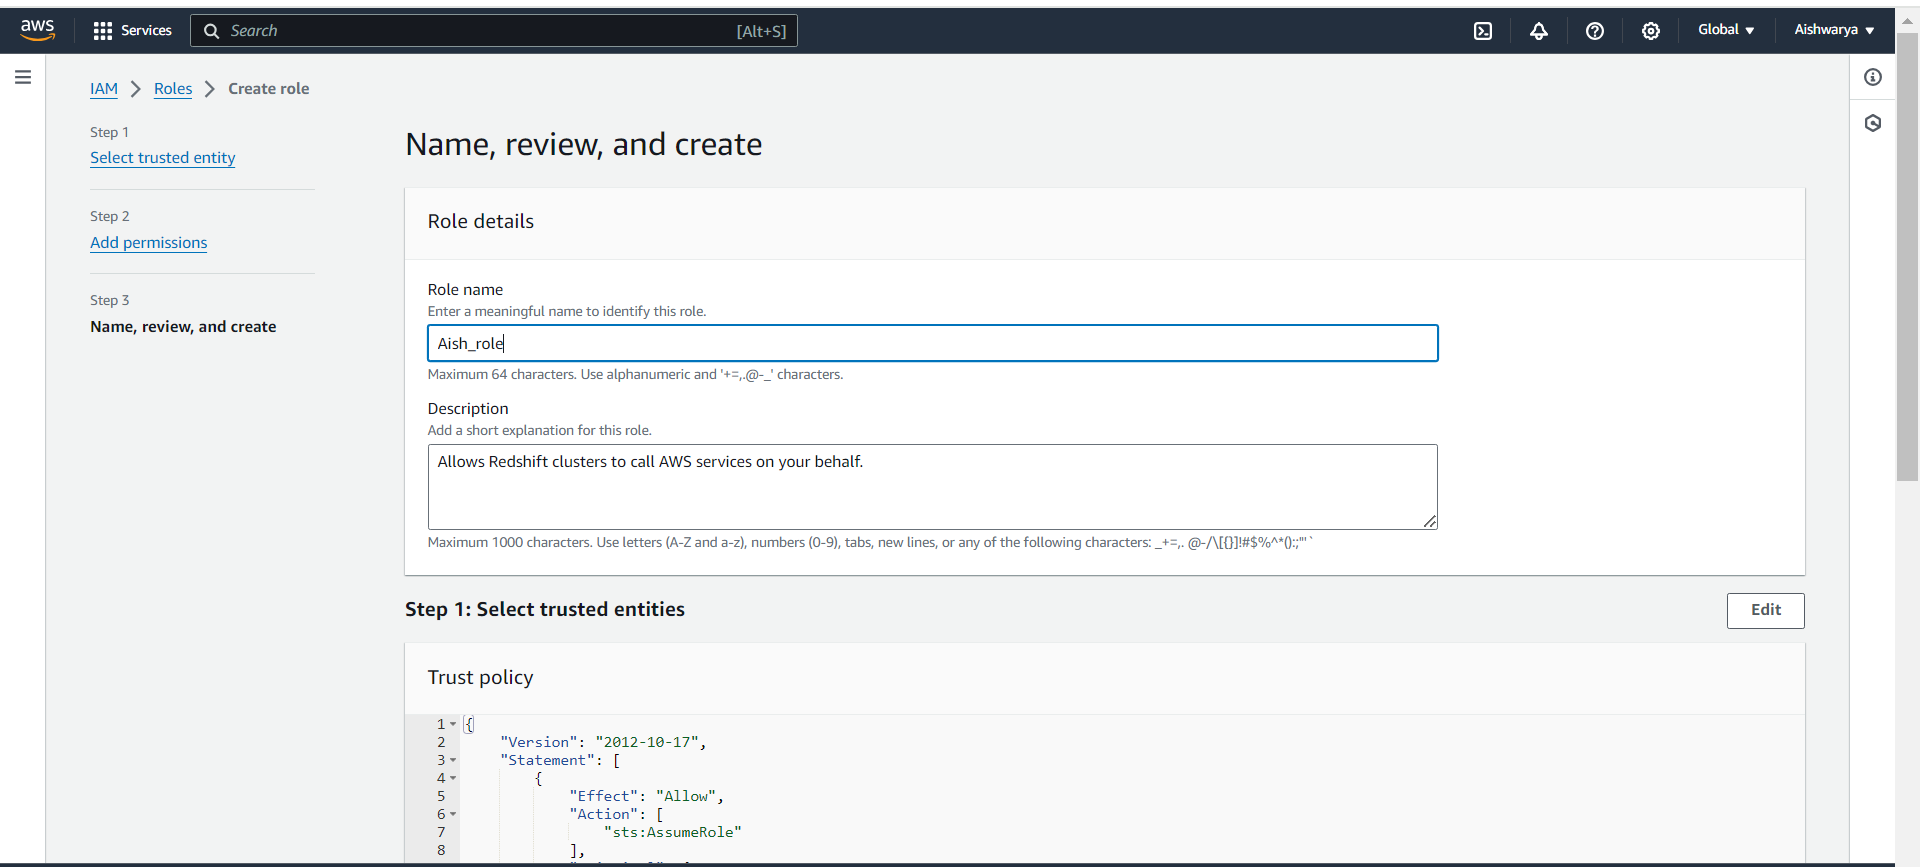 aws Services Search [Alt+S] Global Aishwarya
IAM Roles Create role
Step 1
Select trusted entity
Step 2
Add permissions
Step 3
Name, review, and create
Name, review, and create
Role details
Role name
Enter a meaningful name to identify this role.
Aish_role
Maximum 64 characters. Use alphanumeric and '+=,.@-_' characters.
Description
Add a short explanation for this role.
Allows Redshift clusters to call AWS services on your behalf.
Maximum 1000 characters. Use letters (A-Z and a-z), numbers (0-9), tabs, new lines, or any of the following characters: _+=,. @-/\[{}]!#$%^*();:"'`
Step 1: Select trusted entities
Edit
Trust policy
1 {
2 "Version": "2012-10-17",
3 "Statement": [
4 {
5 "Effect": "Allow",
6 "Action": [
7 "sts:AssumeRole"
8 ],